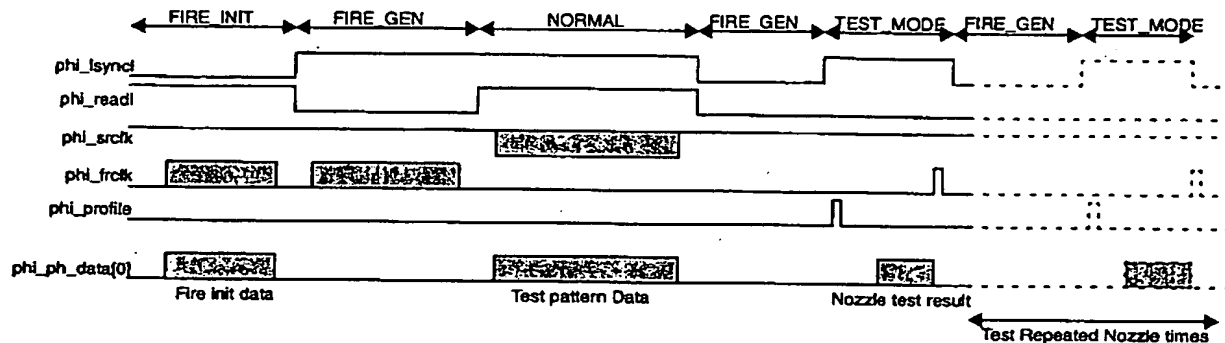 FIRE_INIT FIRE_GEN NORMAL FIRE_GEN TEST_MODE FIRE_GEN TEST_MODE
phi_lsyncl
phi_readl
phi_srclk
phi_frclk
phi_profile
phi_ph_data[0]
Fire init data Test pattern Data Nozzle test result
Test Repeated Nozzle times